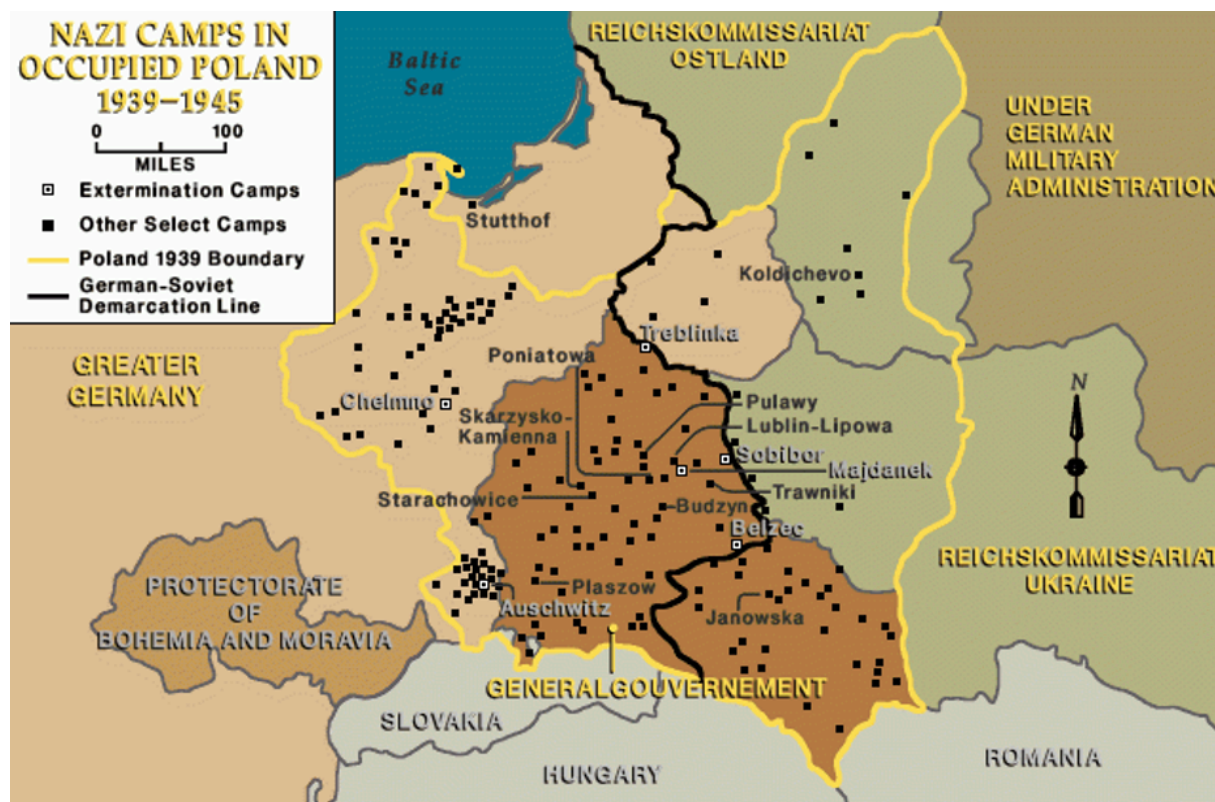 NAZI CAMPS IN
OCCUPIED POLAND
1939–1945
0 100
MILES
Extermination Camps
Other Select Camps
Poland 1939 Boundary
German-Soviet
Demarcation Line
Baltic
Sea
REICHSKOMMISSARIAT
OSTLAND
UNDER
GERMAN
MILITARY
ADMINISTRATION
Stutthof
Koldichevo
GREATER
GERMANY
Treblinka
Poniatowa
Chelmno
Skarzysko-
Kamienna
Pulawy
Lublin-Lipowa
Sobibor
Majdanek
Starachowice
Trawniki
Budzyn
Belzec
N
REICHSKOMMISSARIAT
UKRAINE
PROTECTORATE
OF
BOHEMIA AND MORAVIA
Plaszow
Auschwitz
Janowska
GENERALGOUVERNEMENT
SLOVAKIA
HUNGARY
ROMANIA